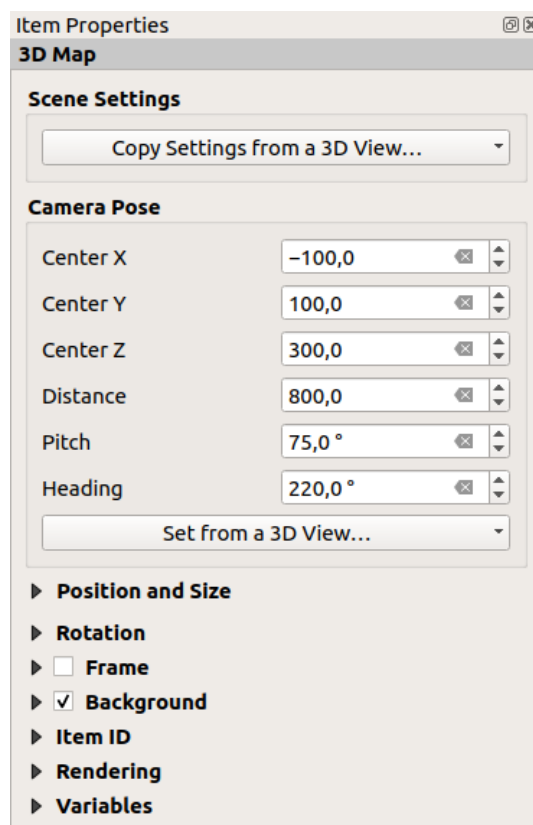 Item Properties
3D Map
Scene Settings
Copy Settings from a 3D View...
Camera Pose
Center X −100,0
Center Y 100,0
Center Z 300,0
Distance 800,0
Pitch 75,0 °
Heading 220,0 °
Set from a 3D View...
Position and Size
Rotation
Frame
Background
Item ID
Rendering
Variables